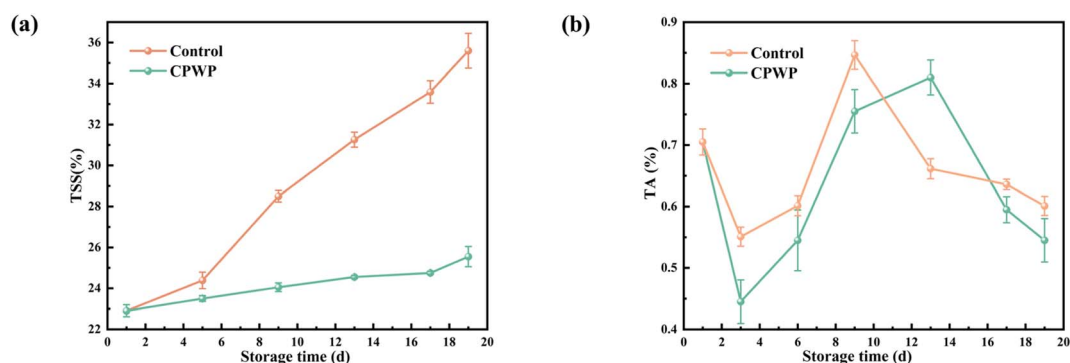 (a)
36
34
32
30
28
26
24
22
TSS(%)
Control
CPWP
0 2 4 6 8 10 12 14 16 18 20
Storage time (d)
(b)
0.9
0.8
0.7
0.6
0.5
0.4
TA (%)
Control
CPWP
0 2 4 6 8 10 12 14 16 18 20
Storage time (d)